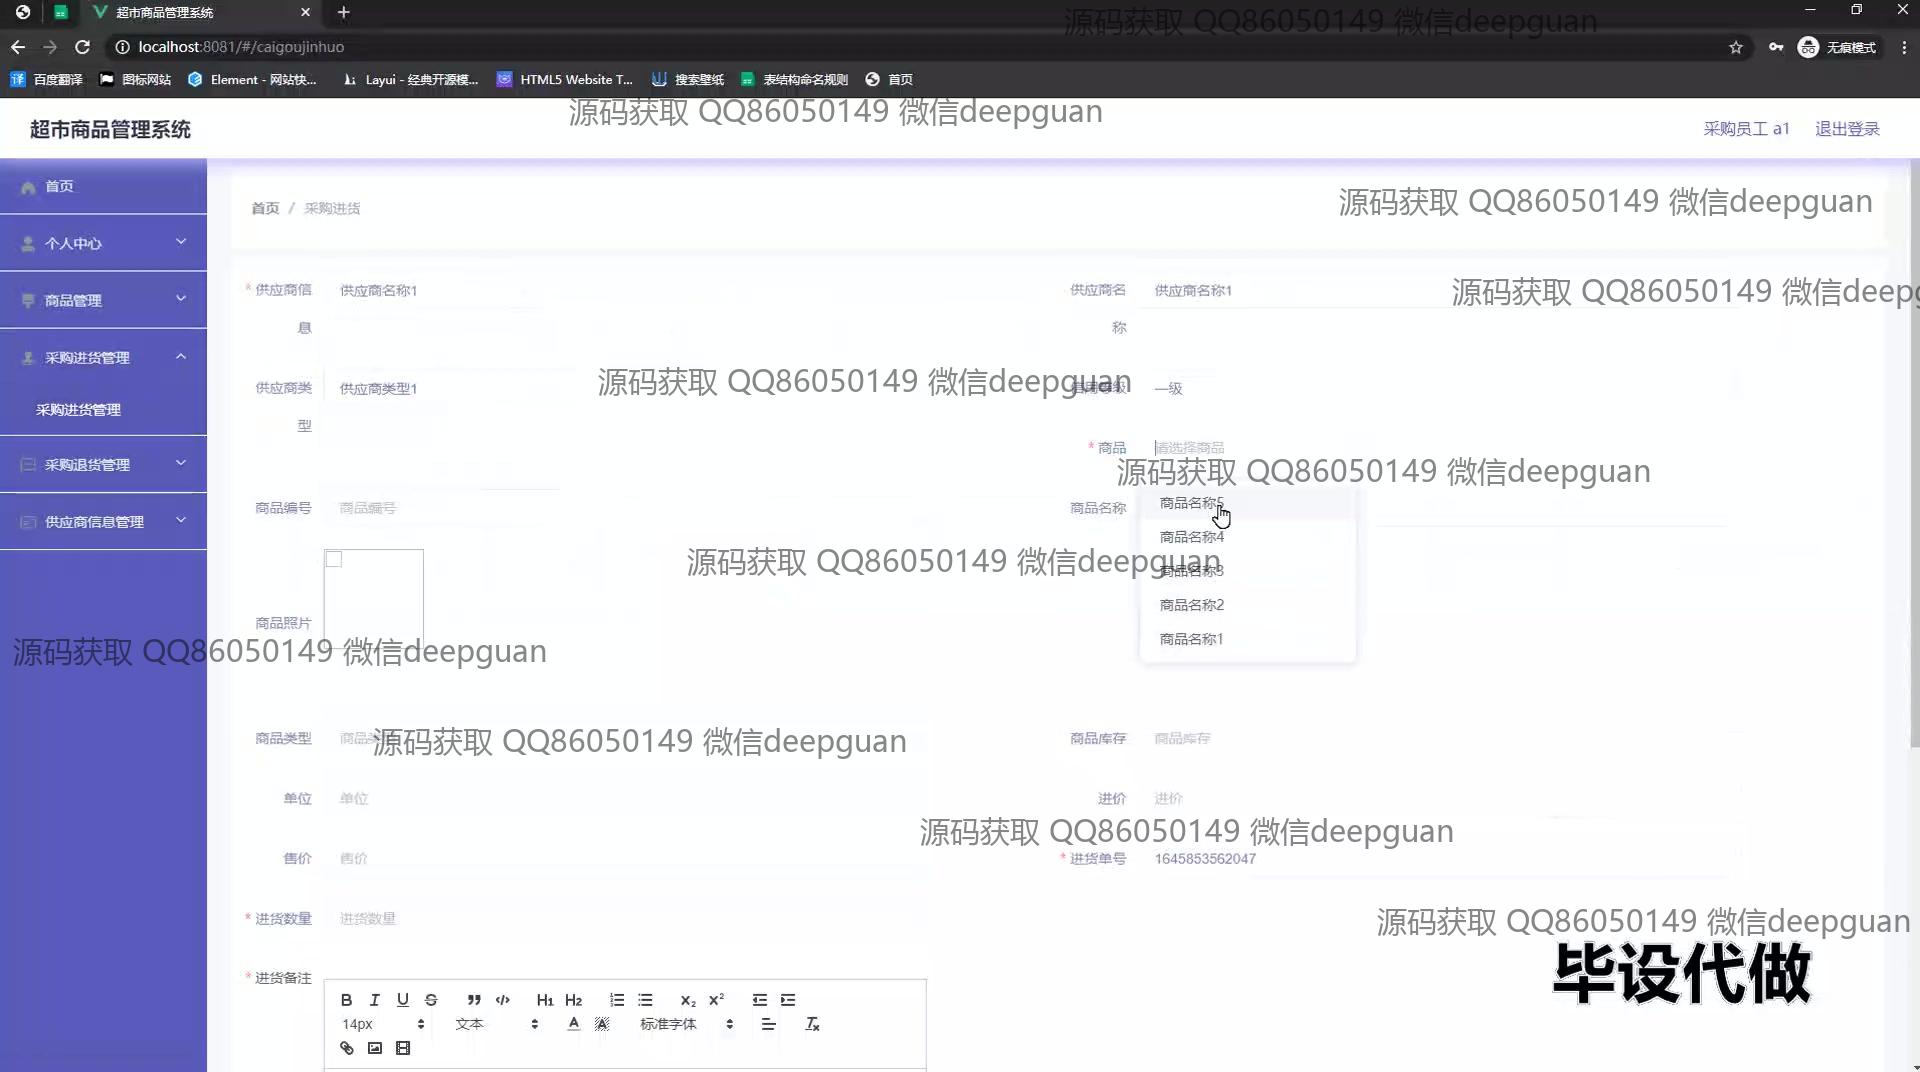 超市商品管理系统
localhost:8081/#/caigoujinhuo
无痕模式
百度翻译
图标网站
Element - 网站快...
Layui - 经典开源模...
HTML5 Website T...
搜索壁纸
表结构命名规则
首页
源码获取 QQ86050149 微信deepguan
源码获取 QQ86050149 微信deepguan
超市商品管理系统
采购员工 a1
退出登录
首页
个人中心
商品管理
采购进货管理
采购进货管理
采购退货管理
供应商信息管理
首页 / 采购进货
源码获取 QQ86050149 微信deepguan
* 供应商信息
供应商名称1
供应商名称
供应商名称1
源码获取 QQ86050149 微信deepg
供应商类型
供应商类型1
源码获取 QQ86050149 微信deepguan
信用等级
一级
* 商品
请选择商品
源码获取 QQ86050149 微信deepguan
商品编号
商品编号
商品名称
商品名称5
商品名称4
商品名称3
商品名称2
商品名称1
源码获取 QQ86050149 微信deepguan
商品照片
源码获取 QQ86050149 微信deepguan
商品类型
商品类型
源码获取 QQ86050149 微信deepguan
商品库存
商品库存
单位
单位
进价
进价
源码获取 QQ86050149 微信deepguan
售价
售价
* 进货单号
1645853562047
* 进货数量
进货数量
源码获取 QQ86050149 微信deepguan
毕设代做
* 进货备注
B I U S H1 H2 X2 X2
14px 文本 A A 标准字体